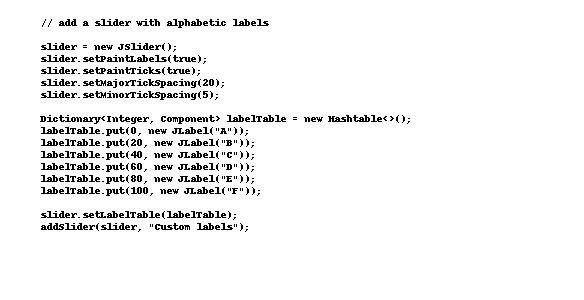 // add a slider with alphabetic labels
slider = new JSlider();
slider.setPaintLabels(true);
slider.setPaintTicks(true);
slider.setMajorTickSpacing(20);
slider.setMinorTickSpacing(5);
Dictionary<Integer, Component> labelTable = new Hashtable<>();
labelTable.put(0, new JLabel("A"));
labelTable.put(20, new JLabel("B"));
labelTable.put(40, new JLabel("C"));
labelTable.put(60, new JLabel("D"));
labelTable.put(80, new JLabel("E"));
labelTable.put(100, new JLabel("F"));
slider.setLabelTable(labelTable);
addSlider(slider, "Custom labels");